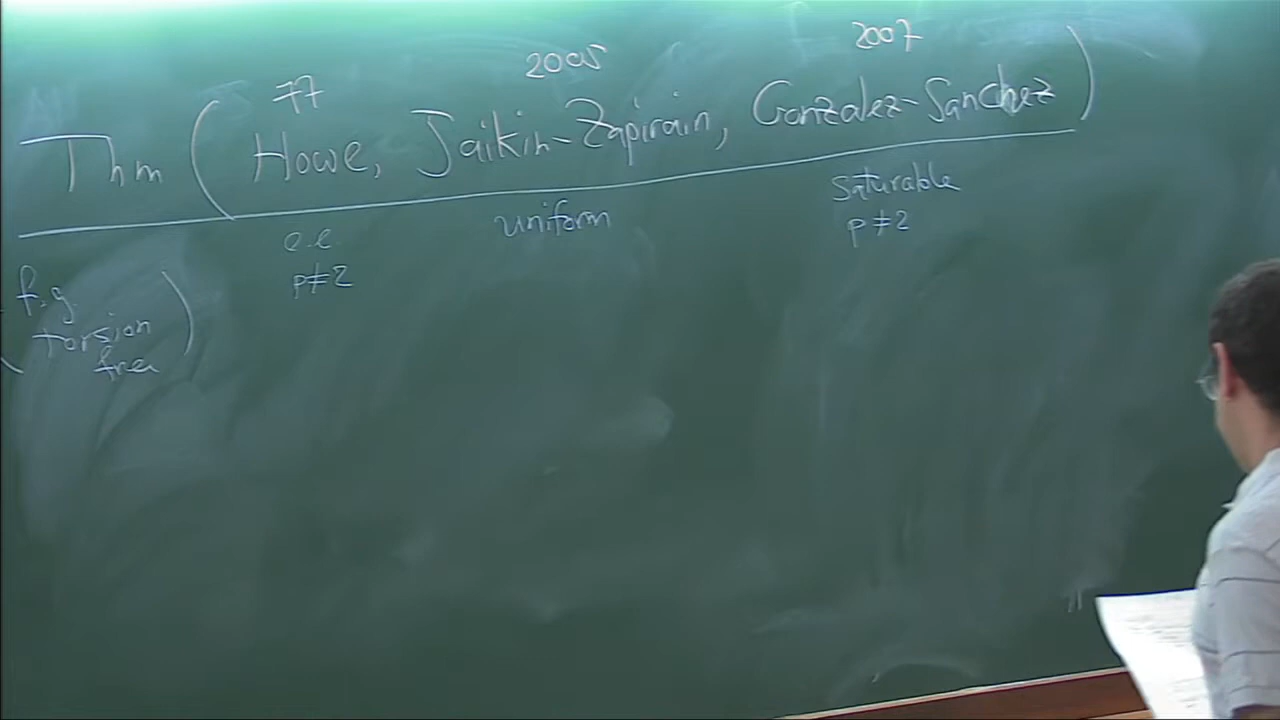 77 2005 2007
Thm (Howe, Jaikin-Zapirain, Gonzalez-Sanchez)
e.e. uniform saturable
p≠2 p≠2
(f.g.
torsion
free)